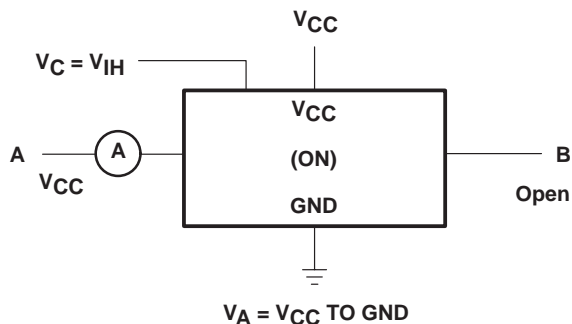 VCC
VC = VIH
VCC
A
A
(ON)
B
VCC
GND
Open
VA = VCC TO GND